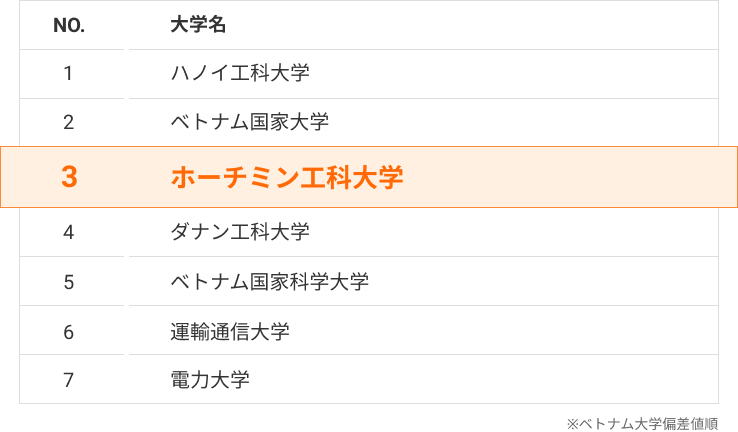 NO. 大学名
1 ハノイ工科大学
2 ベトナム国家大学
3 ホーチミン工科大学
4 ダナン工科大学
5 ベトナム国家科学大学
6 運輸通信大学
7 電力大学
※ベトナム大学偏差値順